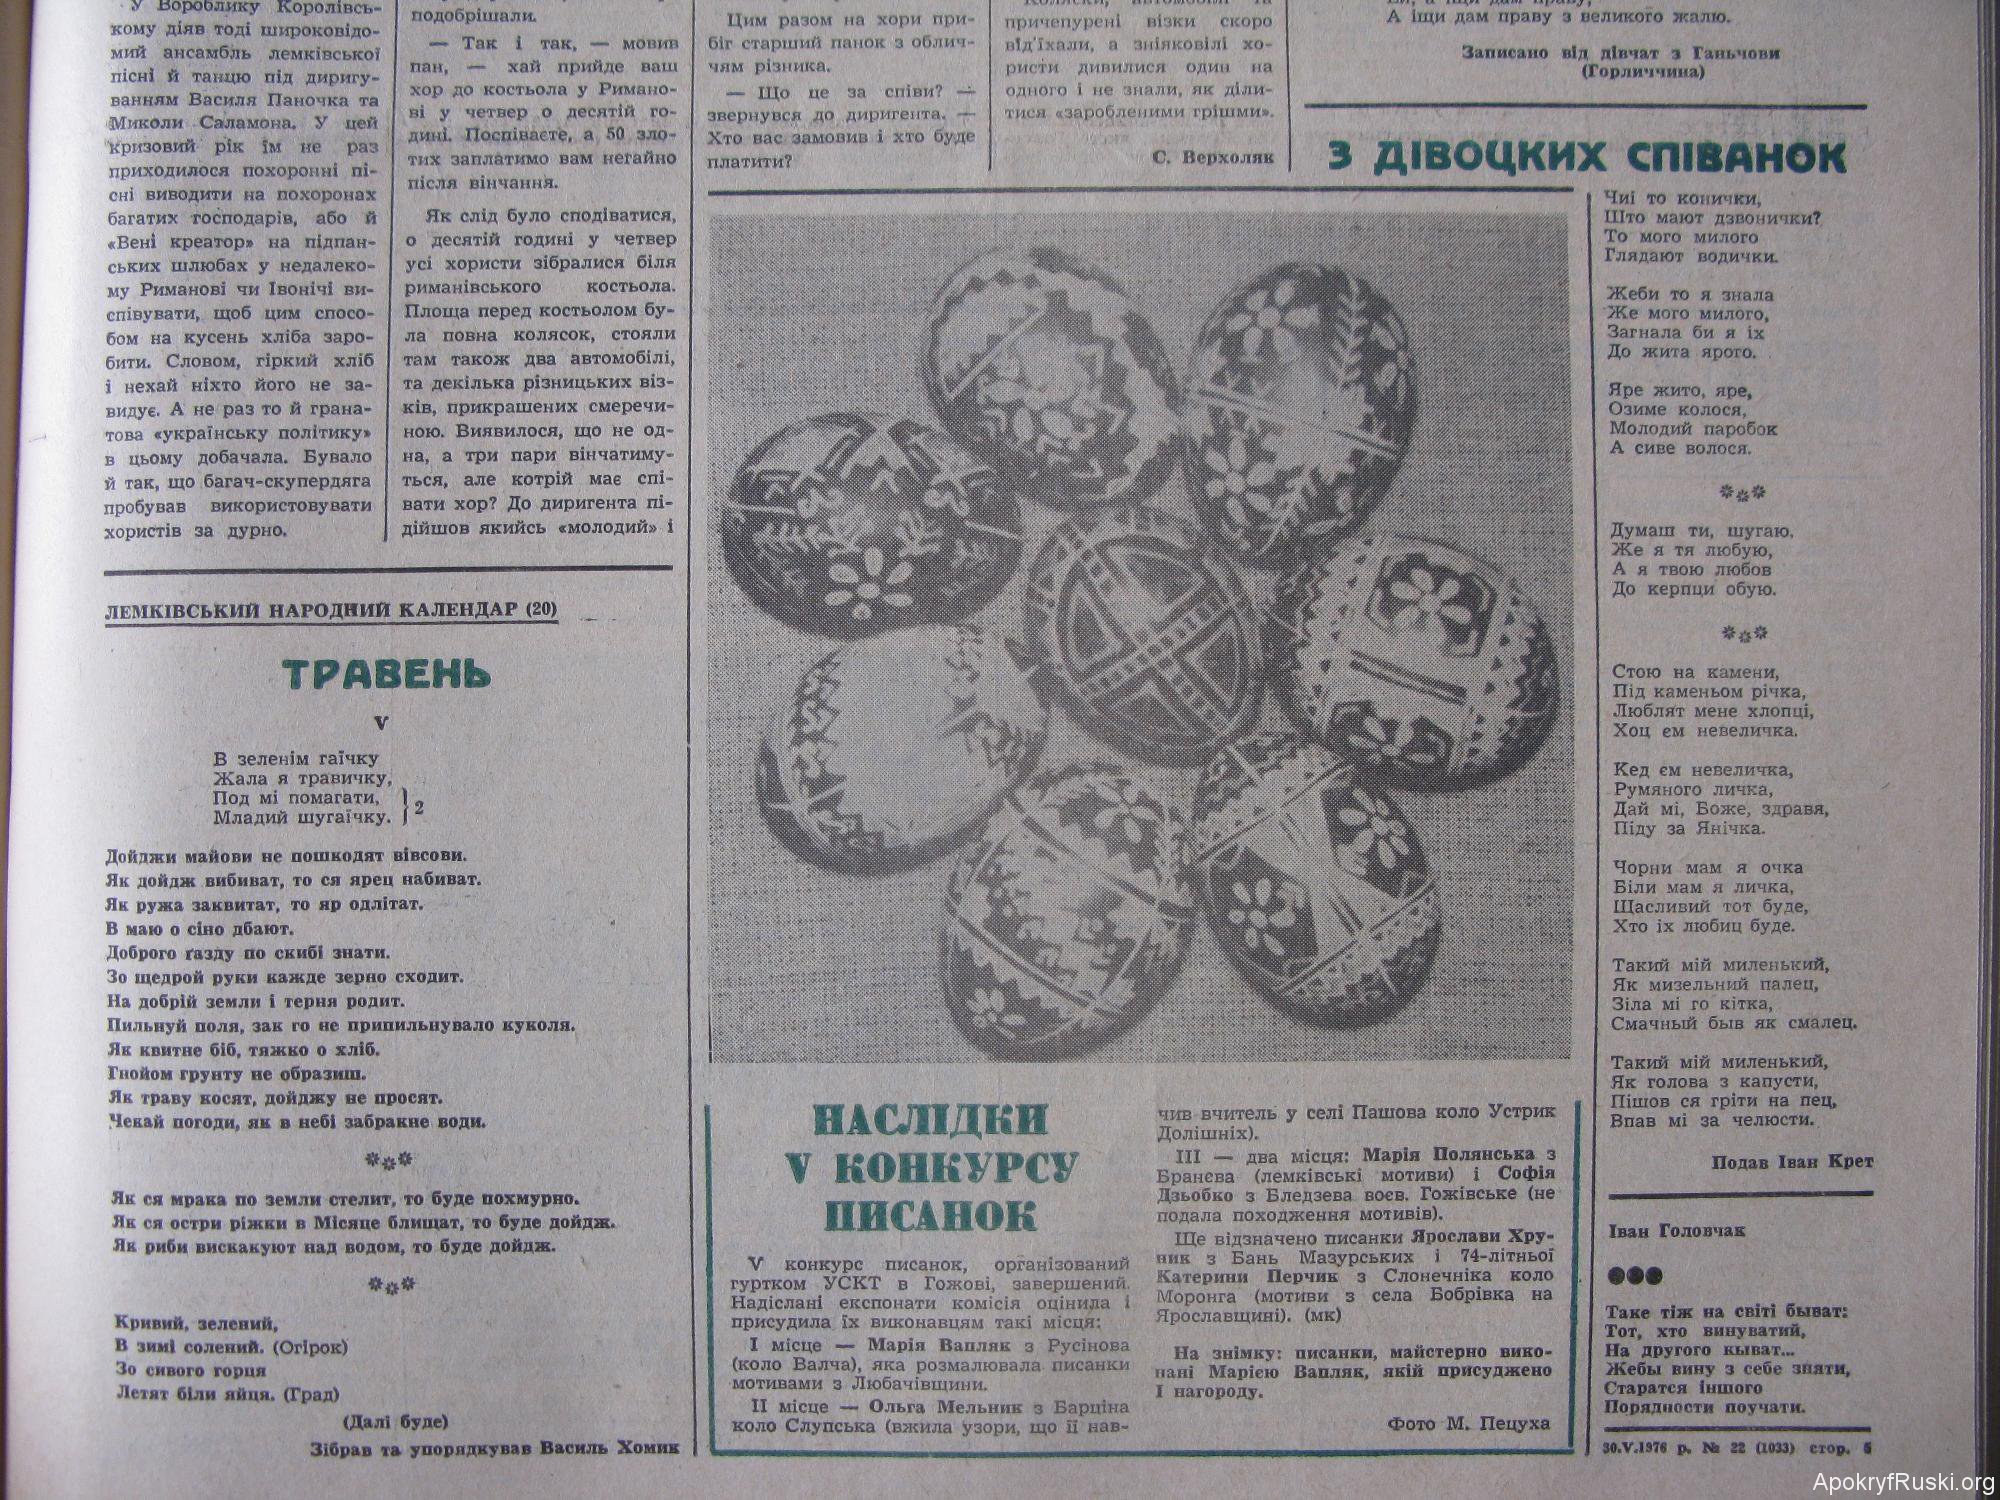 У Вороблику Королівсь-
кому діяв тоді широковідо-
мий ансамбль лемківської
пісні й танцю під диригу-
ванням Василя Паночка та
Миколи Саламона. У цей
кризовий рік їм не раз
приходилося похоронні пі-
сні виводити на похоронах
багатих господарів, або й
«Вені креатор» на підпан-
ських шлюбах у недалеко-
му Риманові чи Івонічі ви-
співувати, щоб цим спосо-
бом на кусень хліба заро-
бити. Словом, гіркий хліб
і нехай ніхто його не за-
видує. А не раз то й грана-
това «українську політику»
в цьому добачала. Бувало
й так, що багач-скупердяга
пробував використовувати
хористів за дурно.
подобрішали.
— Так і так, — мовив
пан, — хай прийде ваш
хор до костьола у Римано-
ві у четвер о десятій го-
дині. Поспіваєте, а 50 зло-
тих заплатимо вам негайно
після вінчання.
Як слід було сподіватися,
о десятій годині у четвер
усі хористи зібралися біля
риманівського костьола.
Площа перед костьолом бу-
ла повна колясок, стояли
там також два автомобілі,
та декілька різницьких віз-
ків, прикрашених смеречи-
ною. Виявилося, що не од-
на, а три пари вінчатиму-
ться, але котрій має спі-
вати хор? До диригента пі-
дійшов якийсь «молодий» і
Цим разом на хори при-
біг старший панок з облич-
чям різника.
— Що це за співи? —
звернувся до диригента. —
Хто вас замовив і хто буде
платити?
причепурені візки скоро
від'їхали, а зніяковілі хо-
ристи дивилися один на
одного і не знали, як діли-
тися «заробленими грішми».
С. Верхоляк
А іщи дам праву з великого жалю.
Записано від дівчат з Ганьчови
(Горличчина)
З ДІВОЦКИХ СПІВАНОК
Чиї то конички,
Што мают дзвонички?
То мого милого
Глядают водички.
Жеби то я знала
Же мого милого,
Загнала би я іх
До жита ярого.
Яре жито, яре,
Озиме колося,
Молодий паробок
А сиве волося.
Думаш ти, шугаю,
Же я тя любую,
А я твою любов
До керпци обую.
Стою на камени,
Під каменьом річка,
Люблят мене хлопці,
Хоц єм невеличка.
Кед єм невеличка,
Румяного личка,
Дай мі, Боже, здравя,
Піду за Янічка.
Чорни мам я очка
Біли мам я личка,
Щасливий тот буде,
Хто іх любиц буде.
Такий мій миленький,
Як мизельний палец,
Зіла мі го кітка,
Смачный быв як смалец.
Такий мій миленький,
Як голова з капусти,
Пішов ся гріти на пец,
Впав мі за челюсти.
Подав Іван Крет
Іван Головчак
Таке тіж на світі быват:
Тот, хто винуватий,
На другого кыват...
Жебы вину з себе зняти,
Старатся іншого
Порядности поучати.
30.V.1976 р. № 22 (1033) стор. 5
ЛЕМКІВСЬКИЙ НАРОДНИЙ КАЛЕНДАР (20)
ТРАВЕНЬ
V
В зеленім гаїчку
Жала я травичку,
Под мі помагати,
Младий шугаїчку. } 2
Дойджи майови не пошкодят вівсови.
Як дойдж вибиват, то ся ярец набиват.
Як ружа заквитат, то яр одлітат.
В маю о сіно дбают.
Доброго ґазду по скибі знати.
Зо щедрой руки кажде зерно сходит.
На добрій земли і терня родит.
Пильнуй поля, зак го не припильнувало куколя.
Як квитне біб, тяжко о хліб.
Гнойом грунту не образиш.
Як траву косят, дойджу не просят.
Чекай погоди, як в небі забракне води.
Як ся мрака по земли стелит, то буде похмурно.
Як ся остри ріжки в Місяце блищат, то буде дойдж.
Як риби вискакуют над водом, то буде дойдж.
Кривий, зелений,
В зимі солений. (Огірок)
Зо сивого горця
Летят біли яйця. (Град)
(Далі буде)
Зібрав та упорядкував Василь Хомик
НАСЛІДКИ
V КОНКУРСУ
ПИСАНОК
V конкурс писанок, організований
гуртком УСКТ в Гожові, завершений.
Надіслані експонати комісія оцінила і
присудила їх виконавцям такі місця:
I місце — Марія Вапляк з Русінова
(коло Валча), яка розмалювала писанки
мотивами з Любачівщини.
II місце — Ольга Мельник з Барціна
коло Слупська (вжила узори, що її нав-
чив вчитель у селі Пашова коло Устрик
Долішніх).
III — два місця: Марія Полянська з
Бранєва (лемківські мотиви) і Софія
Дзьобко з Бледзева воєв. Гожівське (не
подала походження мотивів).
Ще відзначено писанки Ярослави Хру-
ник з Бань Мазурських і 74-літньої
Катерини Перчик з Слонечніка коло
Моронга (мотиви з села Бобрівка на
Ярославщині). (мк)
На знімку: писанки, майстерно вико-
нані Марією Вапляк, якій присуджено
I нагороду.
Фото М. Пецуха
ApokryfRuski.org